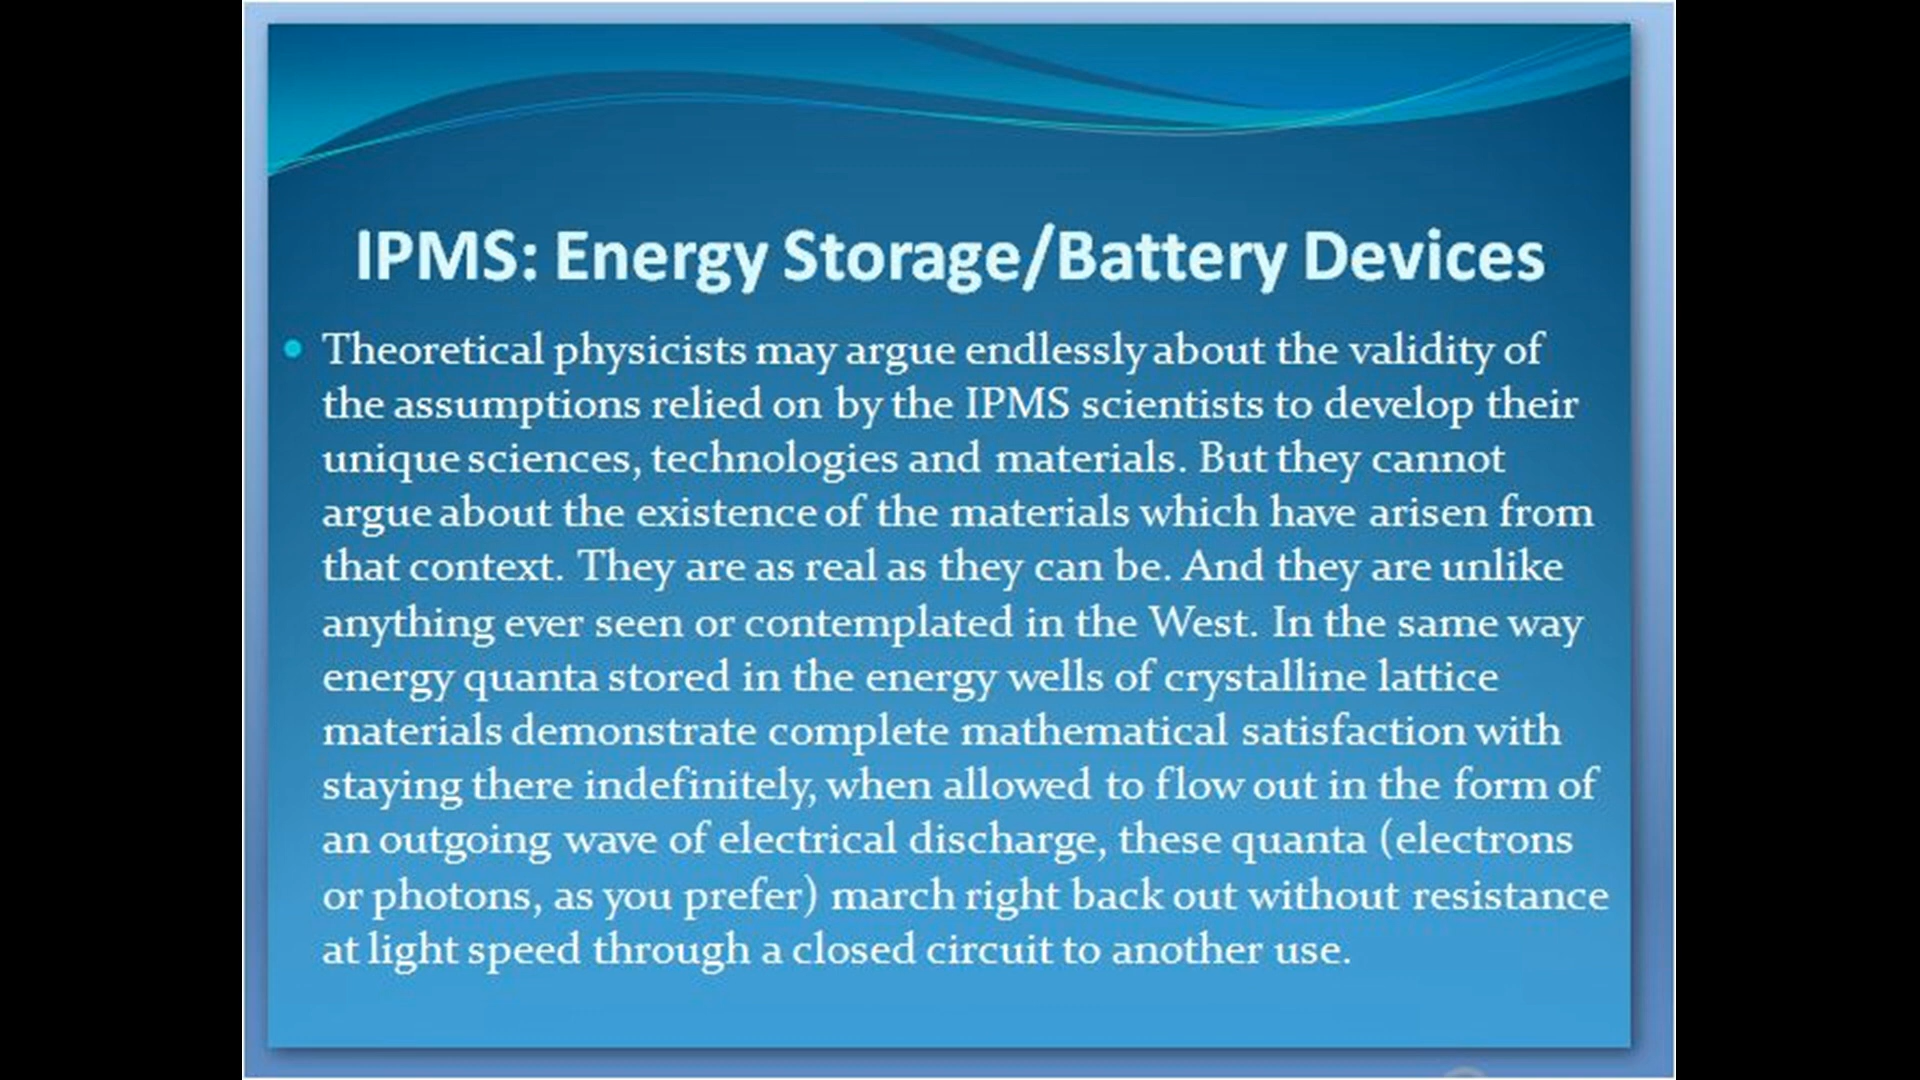 IPMS: Energy Storage/Battery Devices
• Theoretical physicists may argue endlessly about the validity of
the assumptions relied on by the IPMS scientists to develop their
unique sciences, technologies and materials. But they cannot
argue about the existence of the materials which have arisen from
that context. They are as real as they can be. And they are unlike
anything ever seen or contemplated in the West. In the same way
energy quanta stored in the energy wells of crystalline lattice
materials demonstrate complete mathematical satisfaction with
staying there indefinitely, when allowed to flow out in the form of
an outgoing wave of electrical discharge, these quanta (electrons
or photons, as you prefer) march right back out without resistance
at light speed through a closed circuit to another use.